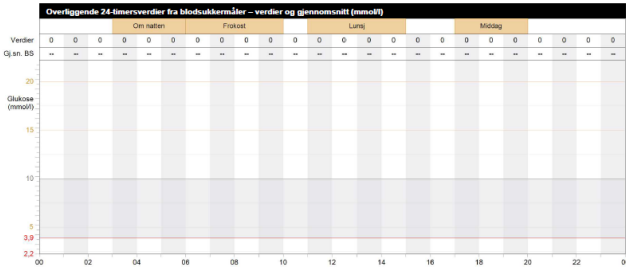 Overliggende 24-timersverdier fra blodsukkermåler – verdier og gjennomsnitt (mmol/l)
Om natten Frokost Lunsj Middag
Verdier 0 0 0 0 0 0 0 0 0 0 0 0 0 0 0 0 0 0 0 0 0 0 0 0
Gj.sn. BS -- -- -- -- -- -- -- -- -- -- -- -- -- -- -- -- -- -- -- -- -- -- -- --
20
Glukose
(mmol/l)
15
10
5
3,9
2,2
00 02 04 06 08 10 12 14 16 18 20 22 00